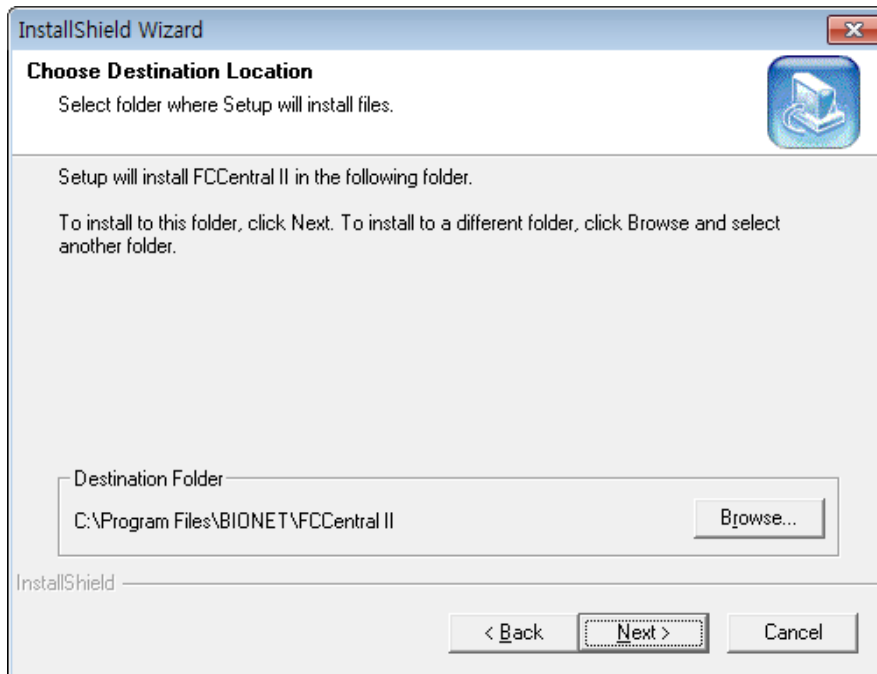 InstallShield Wizard
Choose Destination Location
Select folder where Setup will install files.
Setup will install FCCentral II in the following folder.
To install to this folder, click Next. To install to a different folder, click Browse and select
another folder.
Destination Folder
C:\Program Files\BIONET\FCCentral II
Browse...
InstallShield
< Back
Next >
Cancel